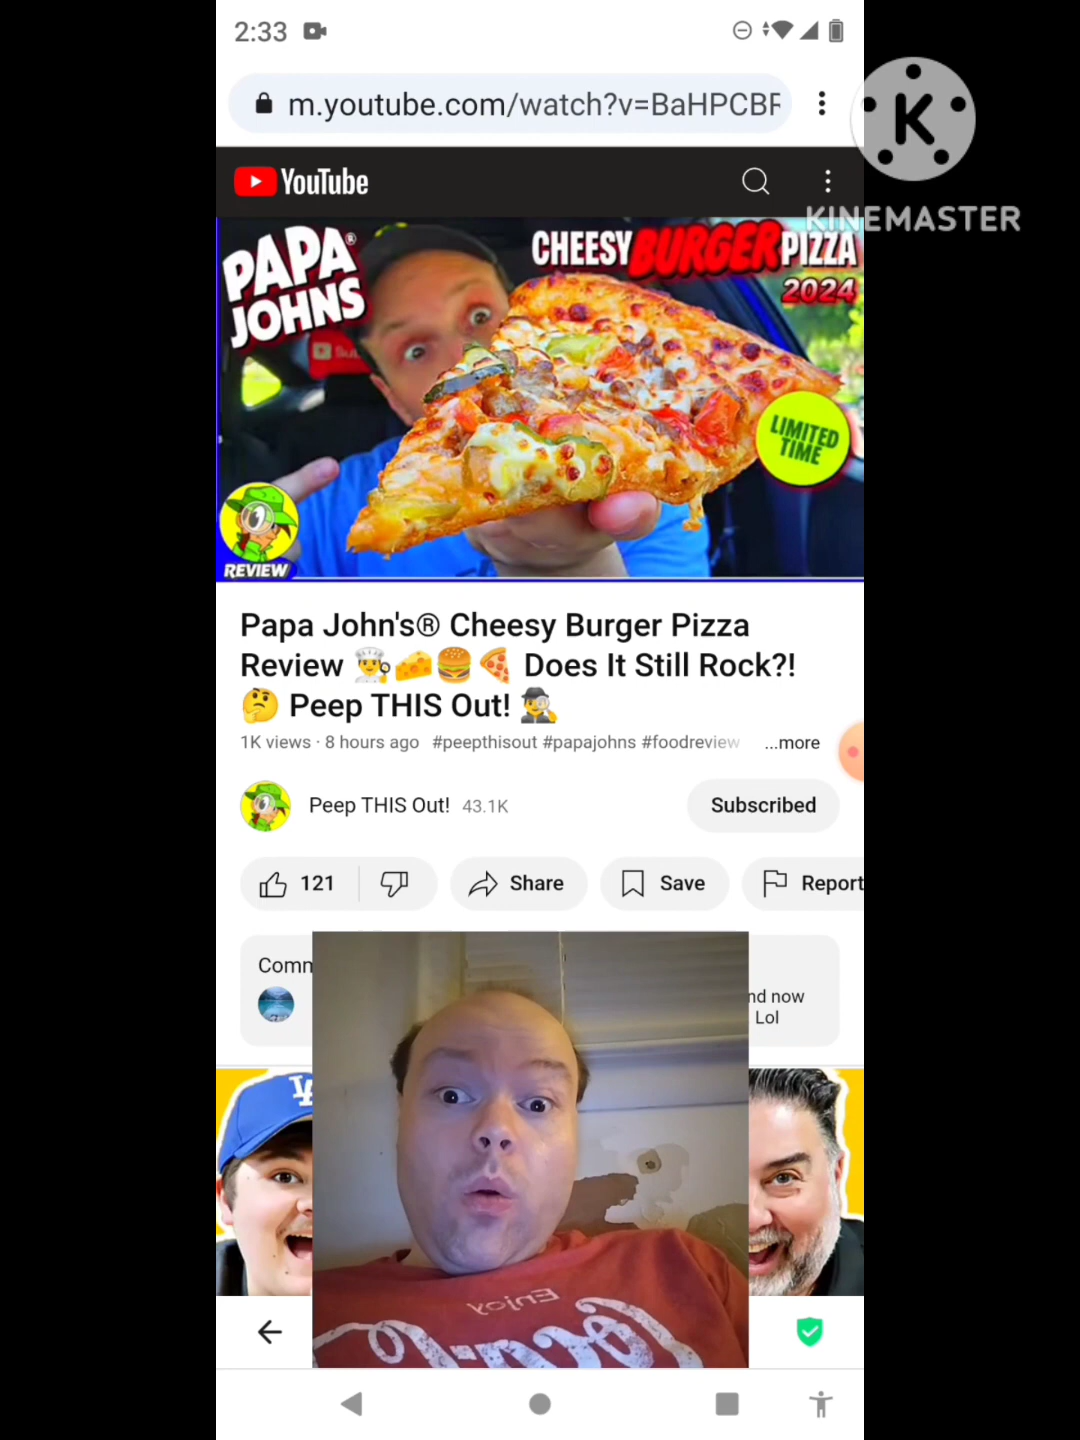 2:33
m.youtube.com/watch?v=BaHPCBF
K
KINEMASTER
YouTube
PAPA
JOHNS
CHEESY BURGER PIZZA
2024
LIMITED
TIME
REVIEW
Papa John's® Cheesy Burger Pizza
Review 👨‍🍳🧀🍔🍕 Does It Still Rock?!
🤔 Peep THIS Out! 🕵️
1K views · 8 hours ago #peepthisout #papajohns #foodreview ...more
Peep THIS Out! 43.1K
Subscribed
121
Share
Save
Report
Comm
nd now
Lol
LA
Enjoy
Coca-C